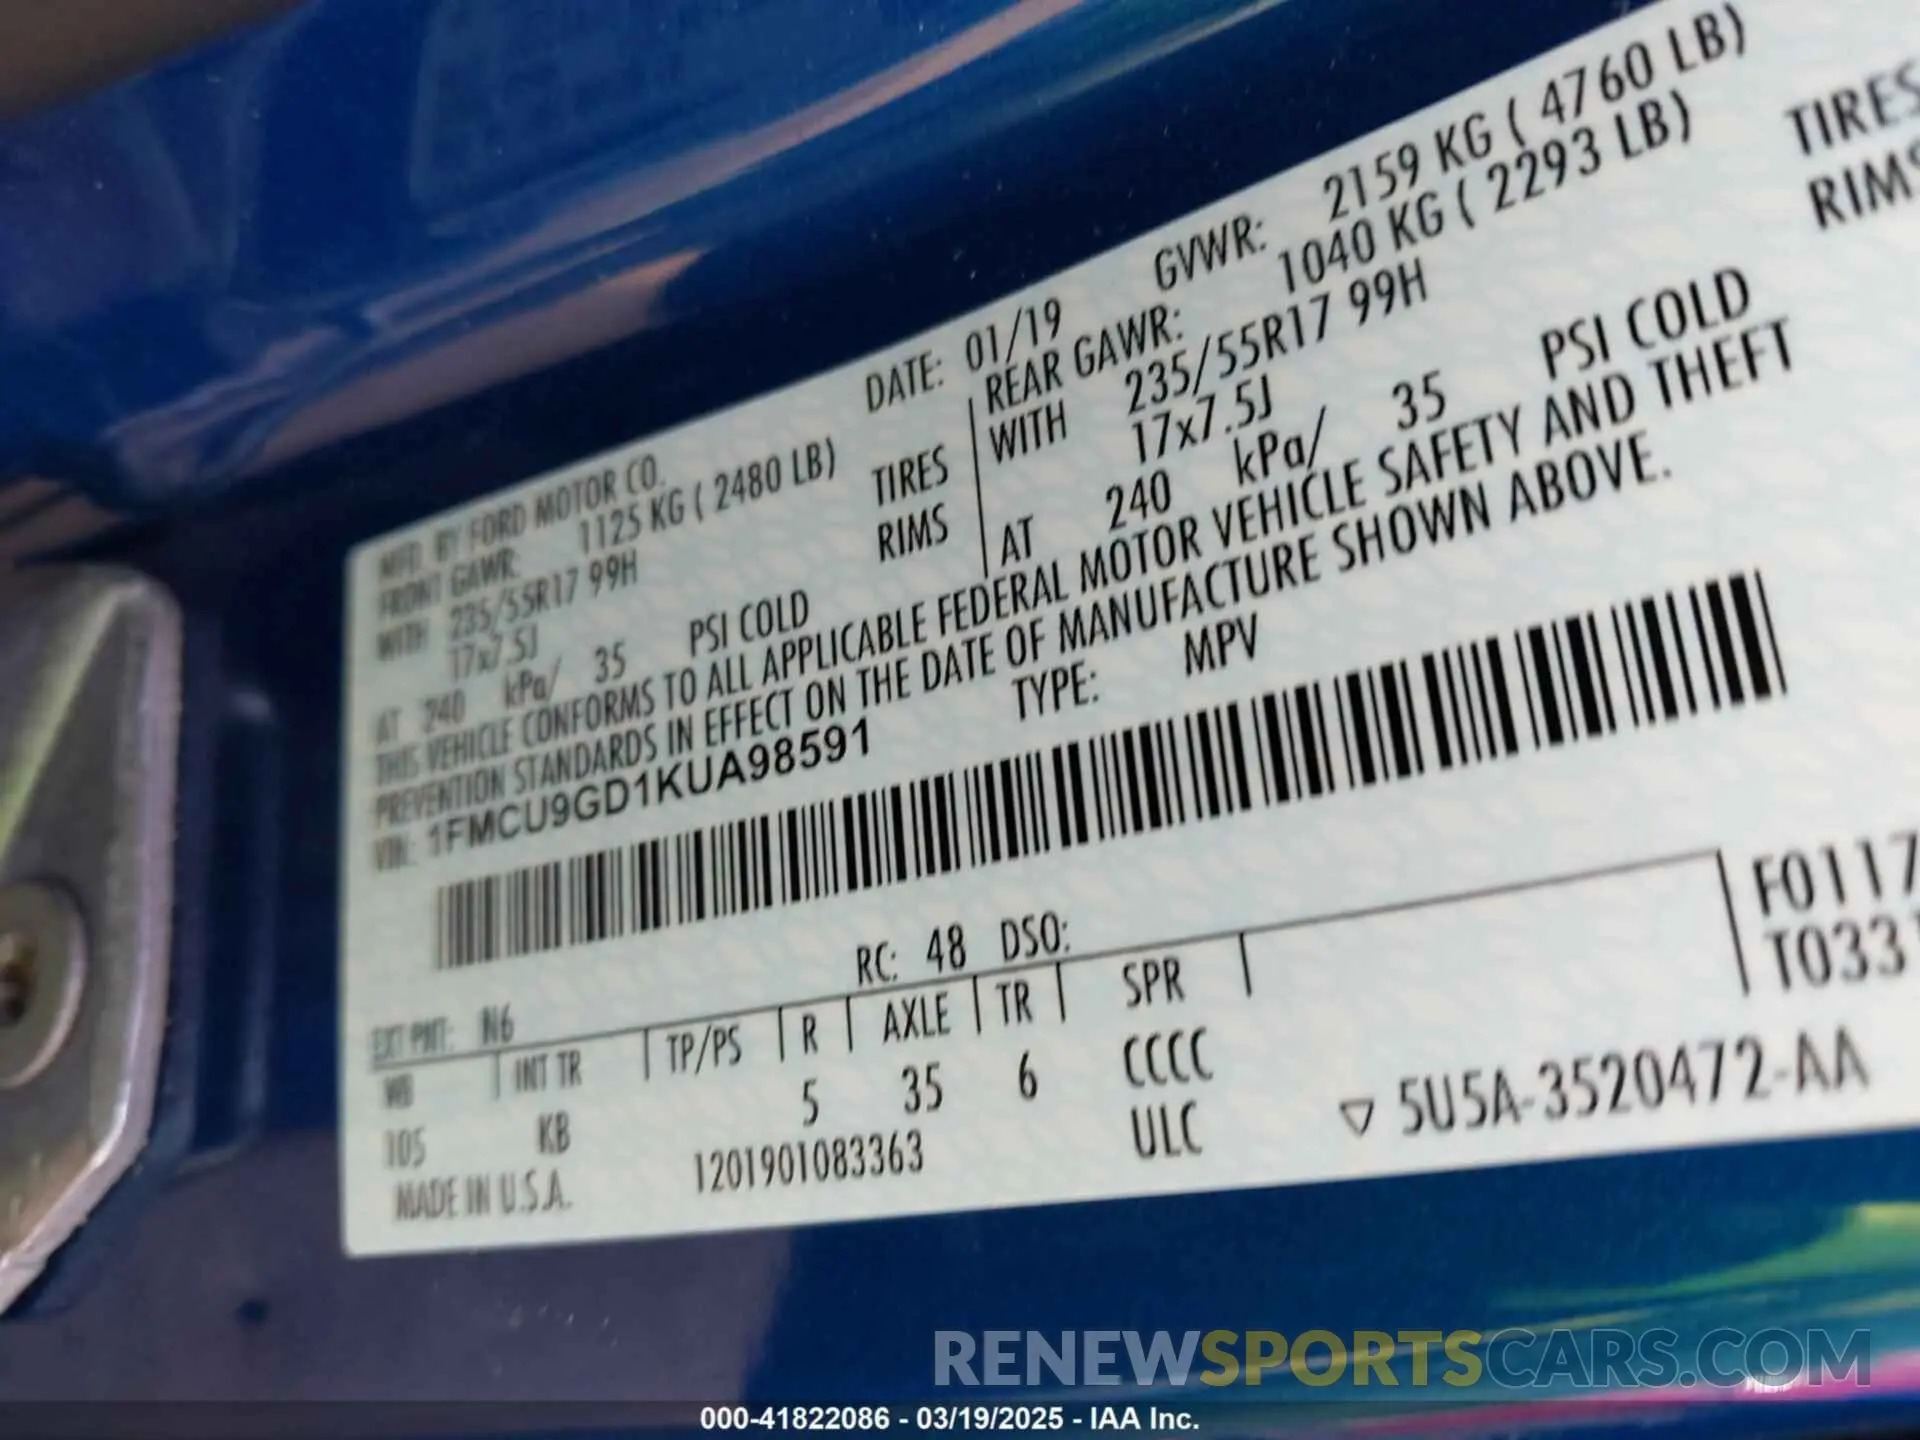 MFD. BY FORD MOTOR CO.
DATE: 01/19
GVWR: 2159 KG ( 4760 LB)
FRONT GAWR: 1125 KG ( 2480 LB)
REAR GAWR: 1040 KG ( 2293 LB)
WITH 235/55R17 99H TIRES
WITH 235/55R17 99H TIRES
17x7.5J RIMS
17x7.5J RIMS
AT 240 kPa/ 35 PSI COLD
AT 240 kPa/ 35 PSI COLD
THIS VEHICLE CONFORMS TO ALL APPLICABLE FEDERAL MOTOR VEHICLE SAFETY AND THEFT
PREVENTION STANDARDS IN EFFECT ON THE DATE OF MANUFACTURE SHOWN ABOVE.
VIN: 1FMCU9GD1KUA98591
TYPE: MPV
F0117
T033
EXT PNT: N6 RC: 48 DSO:
WB INT TR TP/PS R AXLE TR SPR
105 KB 5 35 6 CCCC
ULC
MADE IN U.S.A. 1201901083363
▽ 5U5A-3520472-AA
RENEWSPORTSCARS.COM
000-41822086 - 03/19/2025 - IAA Inc.